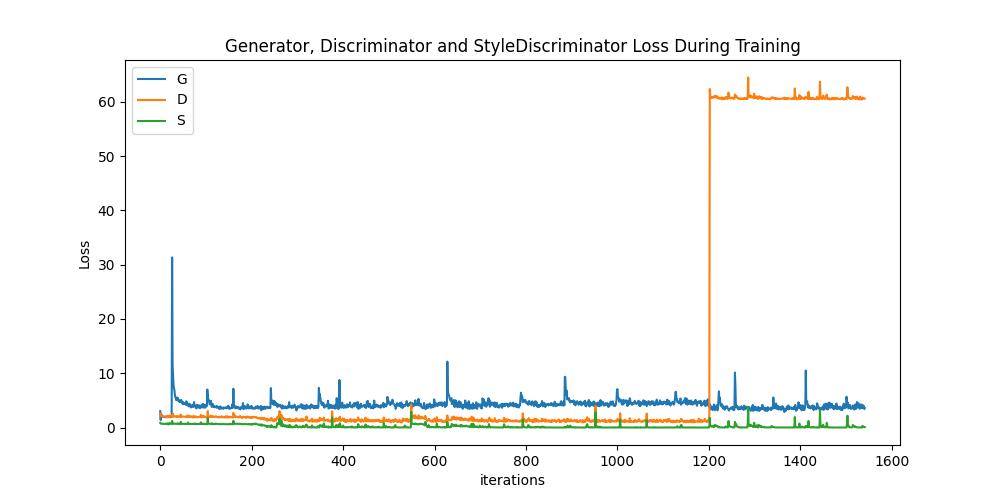 Generator, Discriminator and StyleDiscriminator Loss During Training
G
D
S
60
50
40
30
20
10
0
Loss
0 200 400 600 800 1000 1200 1400 1600
iterations